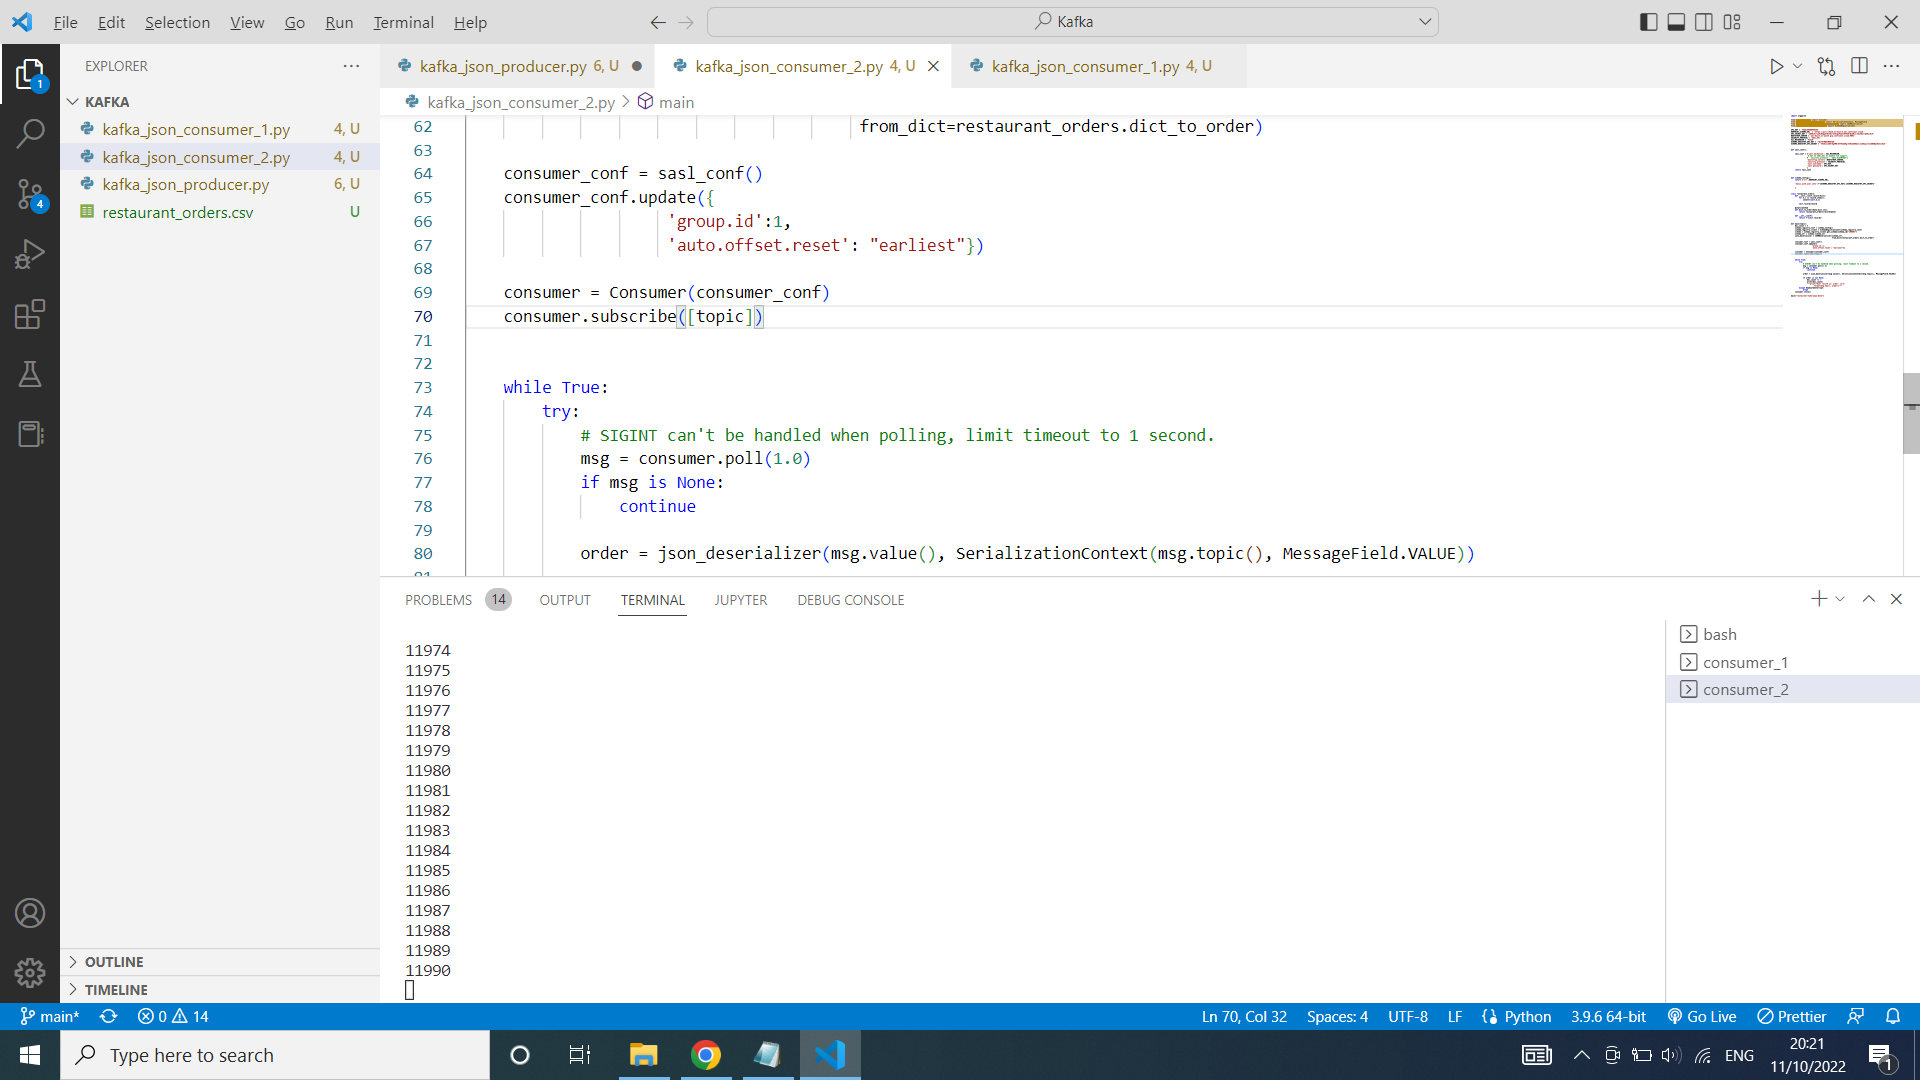 File Edit Selection View Go Run Terminal Help
Kafka
EXPLORER
KAFKA
kafka_json_consumer_1.py 4, U
kafka_json_consumer_2.py 4, U
kafka_json_producer.py 6, U
restaurant_orders.csv U
OUTLINE
TIMELINE
1
4
kafka_json_producer.py 6, U
kafka_json_consumer_2.py 4, U
kafka_json_consumer_1.py 4, U
kafka_json_consumer_2.py > main
62 from_dict=restaurant_orders.dict_to_order)
63
64 consumer_conf = sasl_conf()
65 consumer_conf.update({
66 'group.id':1,
67 'auto.offset.reset': "earliest"})
68
69 consumer = Consumer(consumer_conf)
70 consumer.subscribe([topic])
71
72
73 while True:
74 try:
75 # SIGINT can't be handled when polling, limit timeout to 1 second.
76 msg = consumer.poll(1.0)
77 if msg is None:
78 continue
79
80 order = json_deserializer(msg.value(), SerializationContext(msg.topic(), MessageField.VALUE))
81
PROBLEMS 14 OUTPUT TERMINAL JUPYTER DEBUG CONSOLE
11974
11975
11976
11977
11978
11979
11980
11981
11982
11983
11984
11985
11986
11987
11988
11989
11990
bash
consumer_1
consumer_2
main* 0 14 Ln 70, Col 32 Spaces: 4 UTF-8 LF Python 3.9.6 64-bit Go Live Prettier
Type here to search
ENG
20:21
11/10/2022
1